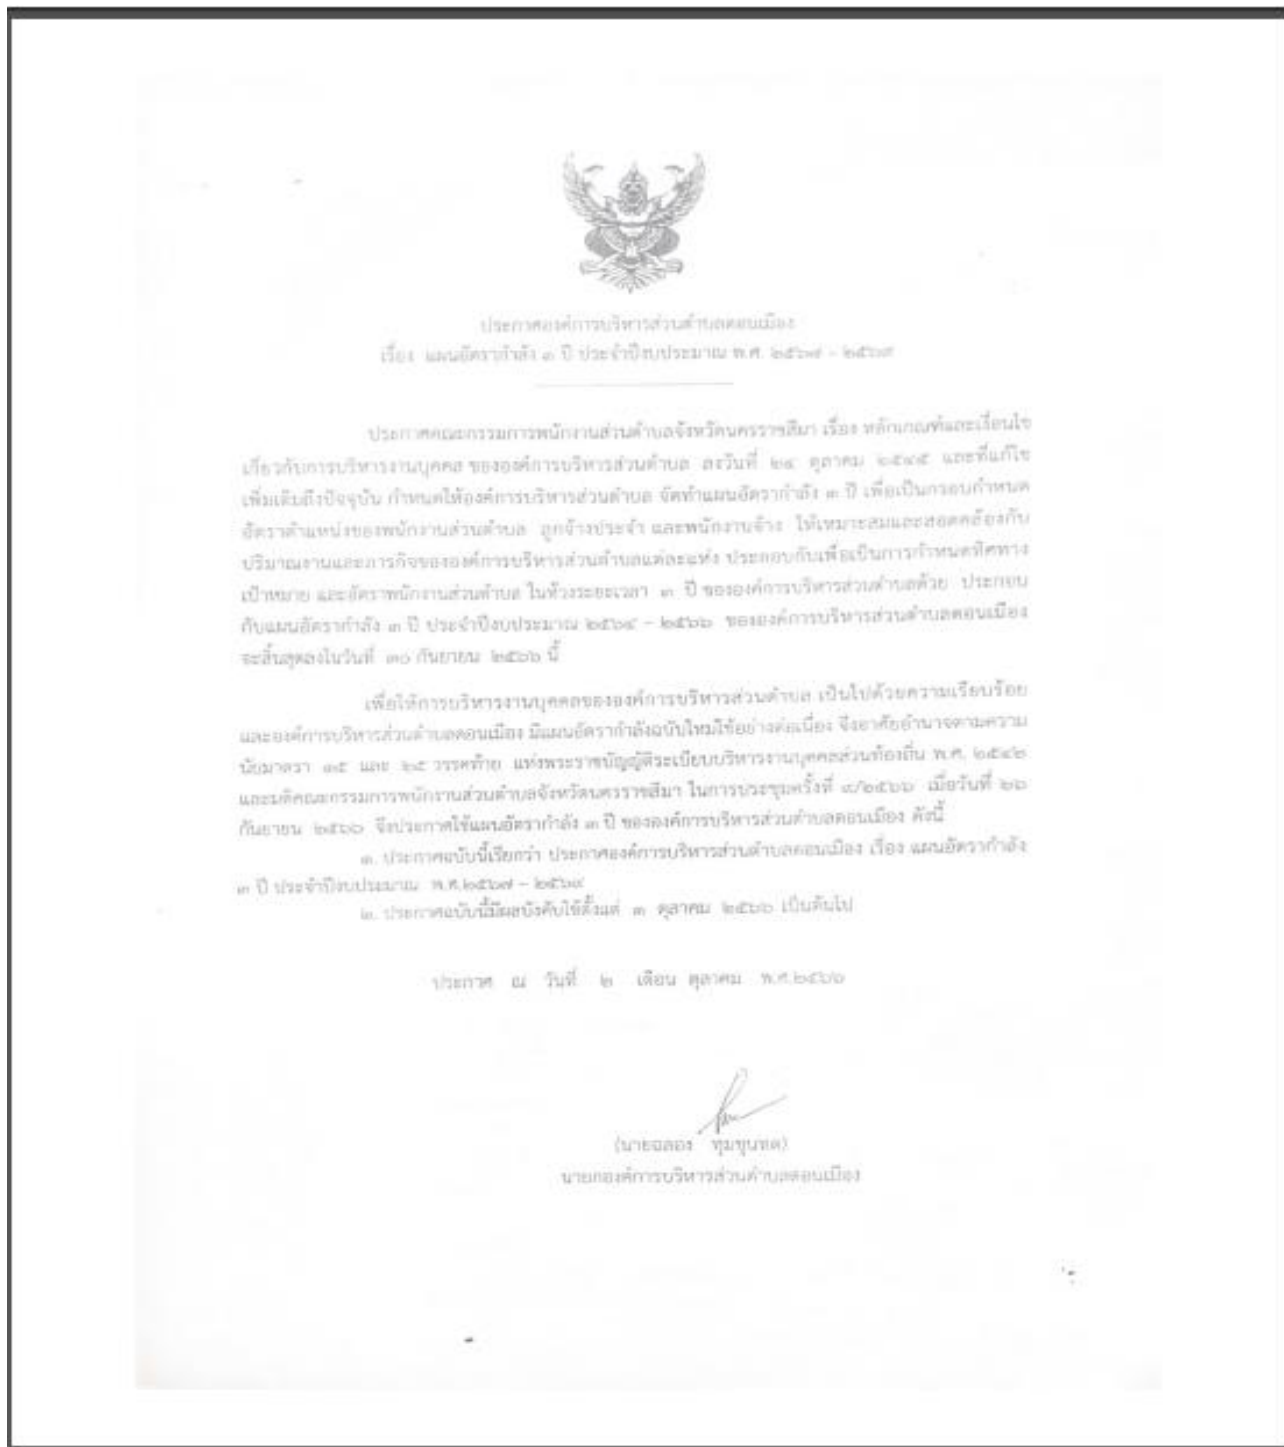 ประกาศองค์การบริหารส่วนตำบลดอนเมือง
เรื่อง แผนอัตรากำลัง ๓ ปี ประจำปีงบประมาณ พ.ศ. ๒๕๖๗ - ๒๕๖๙
ประกาศคณะกรรมการพนักงานส่วนตำบลจังหวัดนครราชสีมา เรื่อง หลักเกณฑ์และเงื่อนไข
เกี่ยวกับการบริหารงานบุคคล ขององค์การบริหารส่วนตำบล ลงวันที่ ๒๔ ตุลาคม ๒๕๔๕ และที่แก้ไข
เพิ่มเติมถึงปัจจุบัน กำหนดให้องค์การบริหารส่วนตำบล จัดทำแผนอัตรากำลัง ๓ ปี เพื่อเป็นกรอบกำหนด
อัตราตำแหน่งของพนักงานส่วนตำบล ลูกจ้างประจำ และพนักงานจ้าง ให้เหมาะสมและสอดคล้องกับ
ปริมาณงานและภารกิจขององค์การบริหารส่วนตำบลแต่ละแห่ง ประกอบกับเพื่อเป็นการกำหนดทิศทาง
เป้าหมาย และอัตราพนักงานส่วนตำบล ในห้วงระยะเวลา ๓ ปี ขององค์การบริหารส่วนตำบลด้วย ประกอบ
กับแผนอัตรากำลัง ๓ ปี ประจำปีงบประมาณ ๒๕๖๔ - ๒๕๖๖ ขององค์การบริหารส่วนตำบลดอนเมือง
จะสิ้นสุดลงในวันที่ ๓๐ กันยายน ๒๕๖๖ นี้
เพื่อให้การบริหารงานบุคคลขององค์การบริหารส่วนตำบล เป็นไปด้วยความเรียบร้อย
และองค์การบริหารส่วนตำบลดอนเมือง มีแผนอัตรากำลังฉบับใหม่ใช้อย่างต่อเนื่อง จึงอาศัยอำนาจตามความ
นัยมาตรา ๑๕ และ ๒๕ วรรคท้าย แห่งพระราชบัญญัติระเบียบบริหารงานบุคคลส่วนท้องถิ่น พ.ศ. ๒๕๔๒
และมติคณะกรรมการพนักงานส่วนตำบลจังหวัดนครราชสีมา ในการประชุมครั้งที่ ๙/๒๕๖๖ เมื่อวันที่ ๒๖
กันยายน ๒๕๖๖ จึงประกาศใช้แผนอัตรากำลัง ๓ ปี ขององค์การบริหารส่วนตำบลดอนเมือง ดังนี้
๑. ประกาศฉบับนี้เรียกว่า ประกาศองค์การบริหารส่วนตำบลดอนเมือง เรื่อง แผนอัตรากำลัง
๓ ปี ประจำปีงบประมาณ พ.ศ.๒๕๖๗ - ๒๕๖๙
๒. ประกาศฉบับนี้มีผลบังคับใช้ตั้งแต่ ๑ ตุลาคม ๒๕๖๖ เป็นต้นไป
ประกาศ ณ วันที่ ๒ เดือน ตุลาคม พ.ศ.๒๕๖๖
(นายฉลอง ทุมขุนทด)
นายกองค์การบริหารส่วนตำบลดอนเมือง